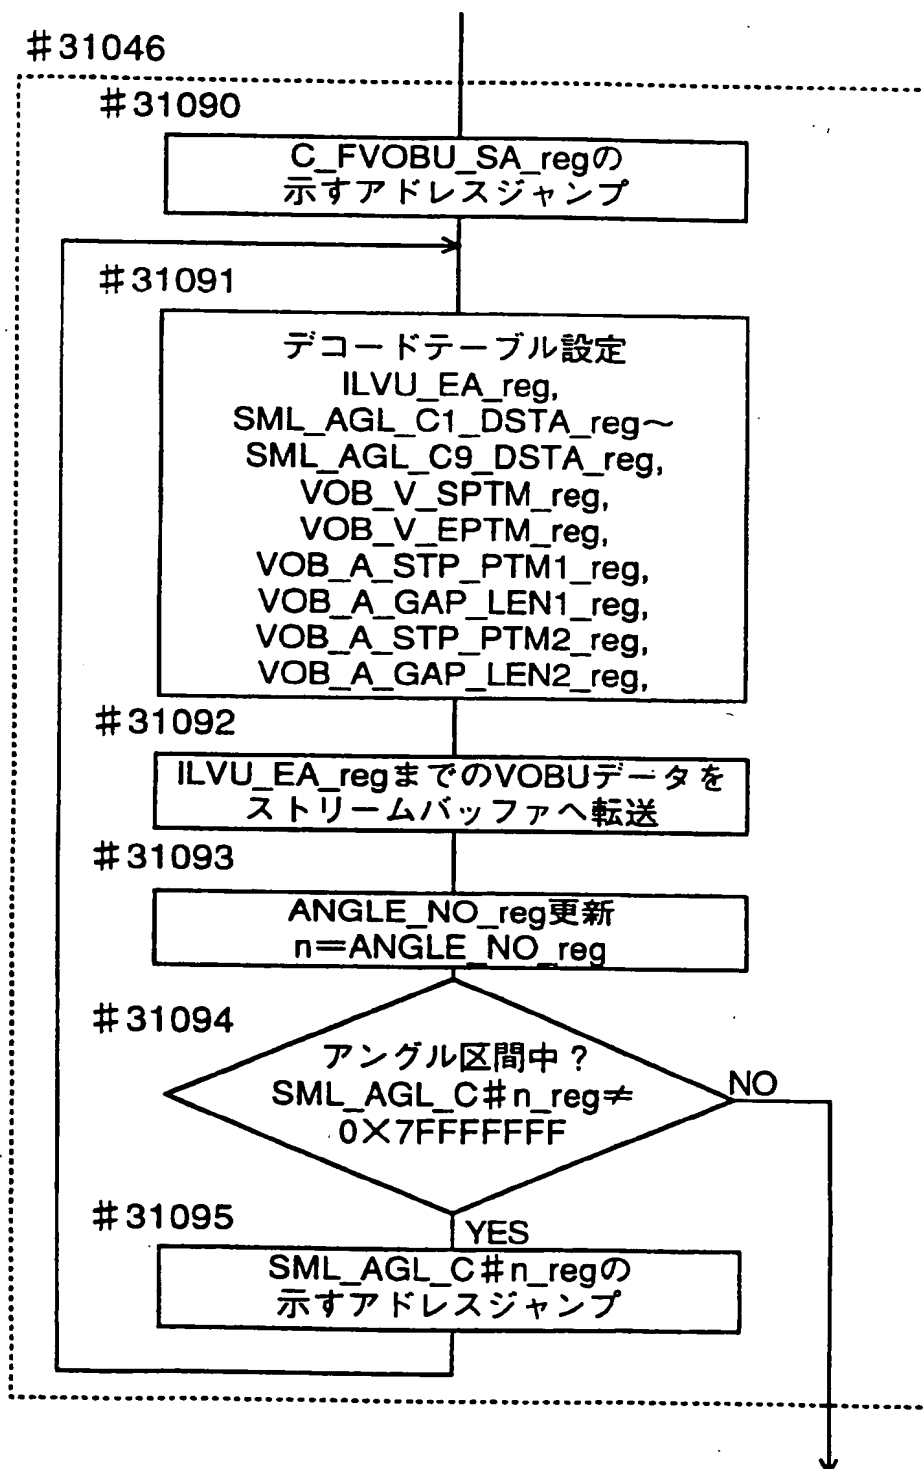 #31046
#31090
C_FVOBU_SA_regの
示すアドレスジャンプ
#31091
デコードテーブル設定
ILVU_EA_reg,
SML_AGL_C1_DSTA_reg〜
SML_AGL_C9_DSTA_reg,
VOB_V_SPTM_reg,
VOB_V_EPTM_reg,
VOB_A_STP_PTM1_reg,
VOB_A_GAP_LEN1_reg,
VOB_A_STP_PTM2_reg,
VOB_A_GAP_LEN2_reg,
#31092
ILVU_EA_regまでのVOBUデータを
ストリームバッファへ転送
#31093
ANGLE_NO_reg更新
n=ANGLE_NO_reg
#31094
アングル区間中?
SML_AGL_C#n_reg≠
0×7FFFFFFF
NO
#31095
YES
SML_AGL_C#n_regの
示すアドレスジャンプ